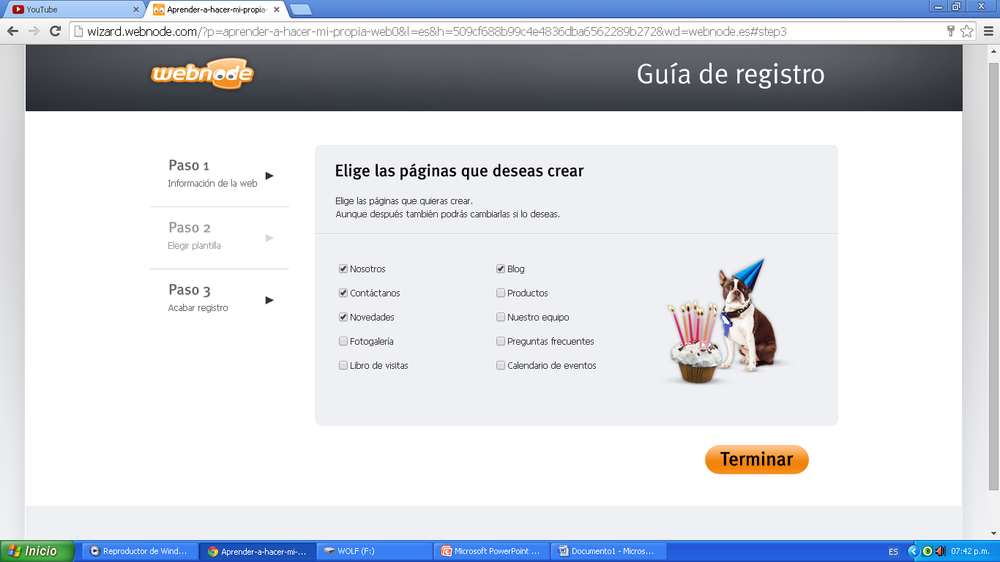 YouTube
Aprender-a-hacer-mi-propia-
wizard.webnode.com/?p=aprender-a-hacer-mi-propia-web0&l=es&h=509cf688b99c4e4836dba6562289b272&wd=webnode.es#step3
webnode
Guía de registro
Paso 1
Información de la web
Paso 2
Elegir plantilla
Paso 3
Acabar registro
Elige las páginas que deseas crear
Elige las páginas que quieras crear.
Aunque después también podrás cambiarlas si lo deseas.
Nosotros
Blog
Contáctanos
Productos
Novedades
Nuestro equipo
Fotogalería
Preguntas frecuentes
Libro de visitas
Calendario de eventos
Terminar
Inicio
Reproductor de Wind...
Aprender-a-hacer-mi-...
WOLF (F:)
Microsoft PowerPoint ...
Documento1 - Micros...
ES
07:42 p.m.